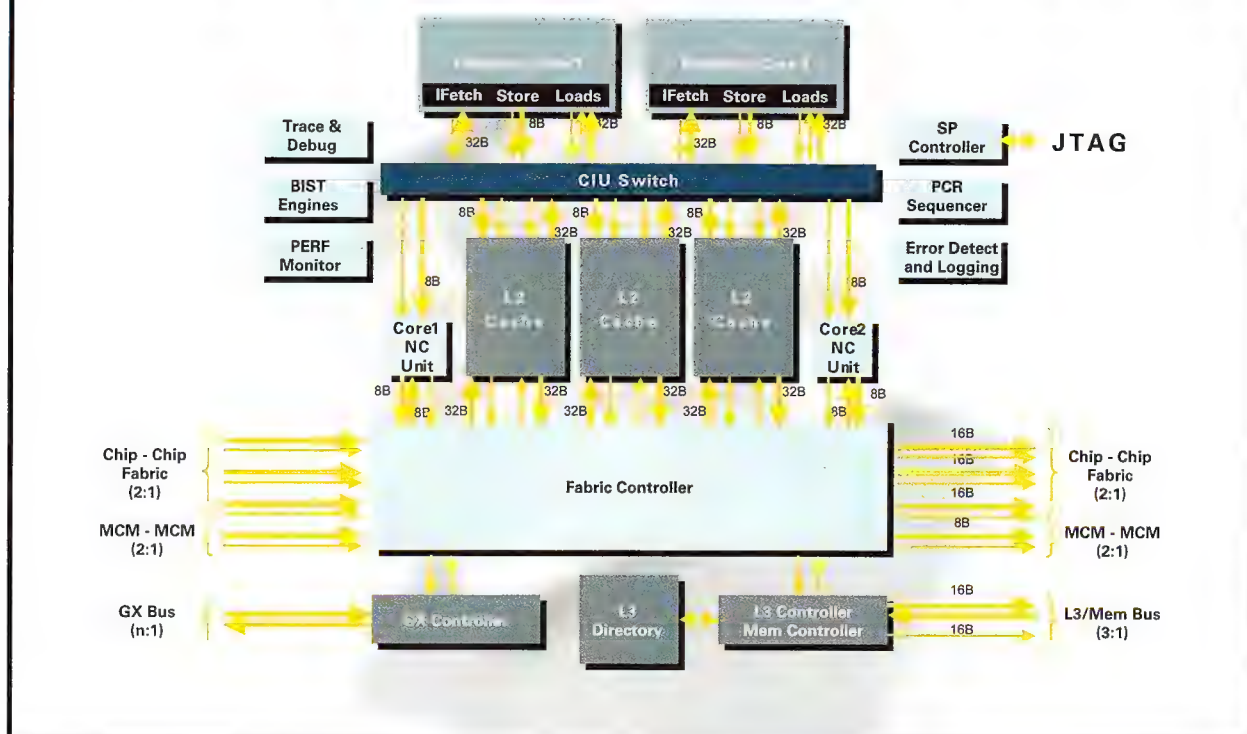 IFetch Store Loads
IFetch Store Loads
8B
32B
8B
32B
32B
32B
Trace &
Debug
SP
Controller
JTAG
CIU Switch
BIST
Engines
PCR
Sequencer
8B
8B
8B
32B
32B
32B
PERF
Monitor
Error Detect
and Logging
8B
8B
L2
Cache
L2
Cache
L2
Cache
Core1
NC
Unit
Core2
NC
Unit
8B
32B
32B
32B
8B
8B
32B
32B
32B
8B
Chip - Chip
Fabric
(2:1)
MCM - MCM
(2:1)
Fabric Controller
16B
16B
16B
8B
Chip - Chip
Fabric
(2:1)
MCM - MCM
(2:1)
GX Bus
(n:1)
GX Controller
L3
Directory
L3 Controller
Mem Controller
16B
16B
L3/Mem Bus
(3:1)